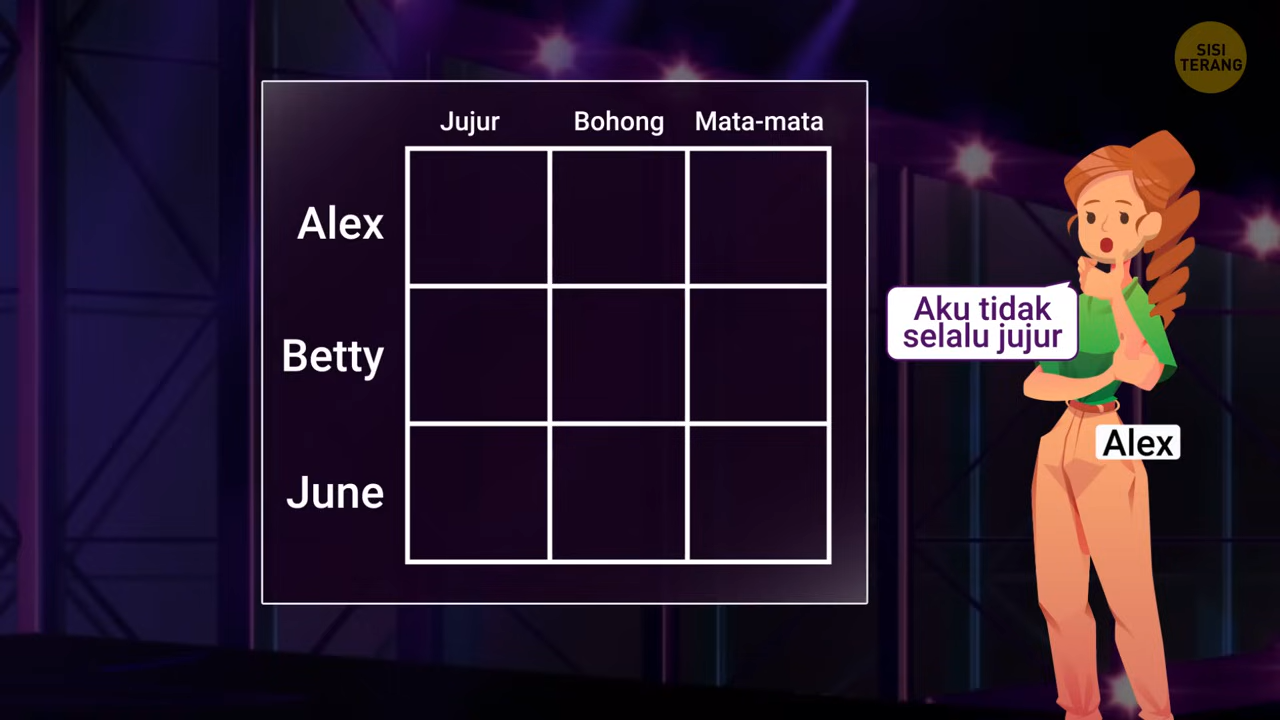 SISI
TERANG
Jujur Bohong Mata-mata
Alex
Betty
June
Aku tidak
selalu jujur
Alex